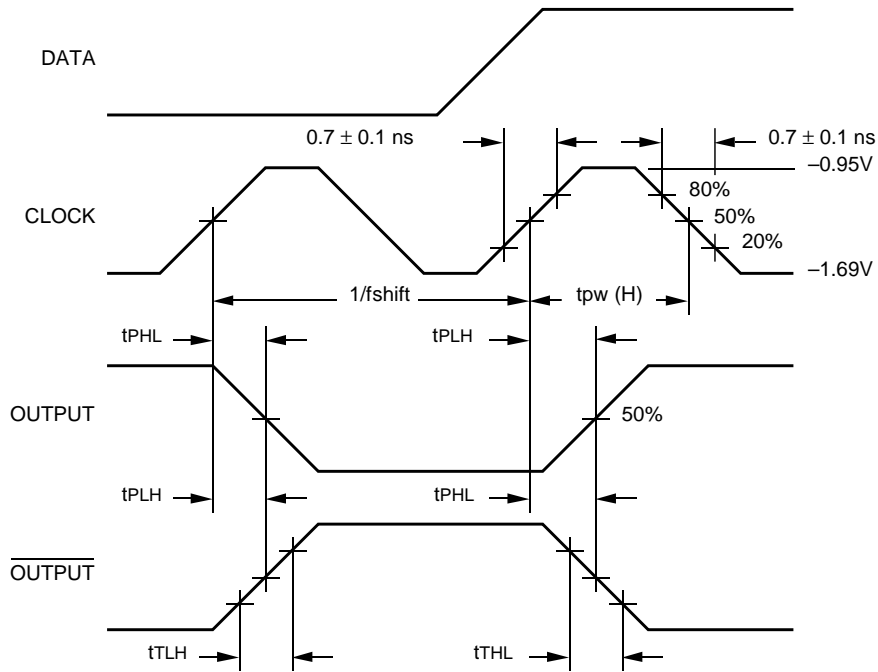 DATA
0.7 ± 0.1 ns
0.7 ± 0.1 ns
–0.95V
80%
CLOCK
50%
20%
–1.69V
1/fshift
tpw (H)
tPHL
tPLH
OUTPUT
50%
tPLH
tPHL
OUTPUT
tTLH
tTHL